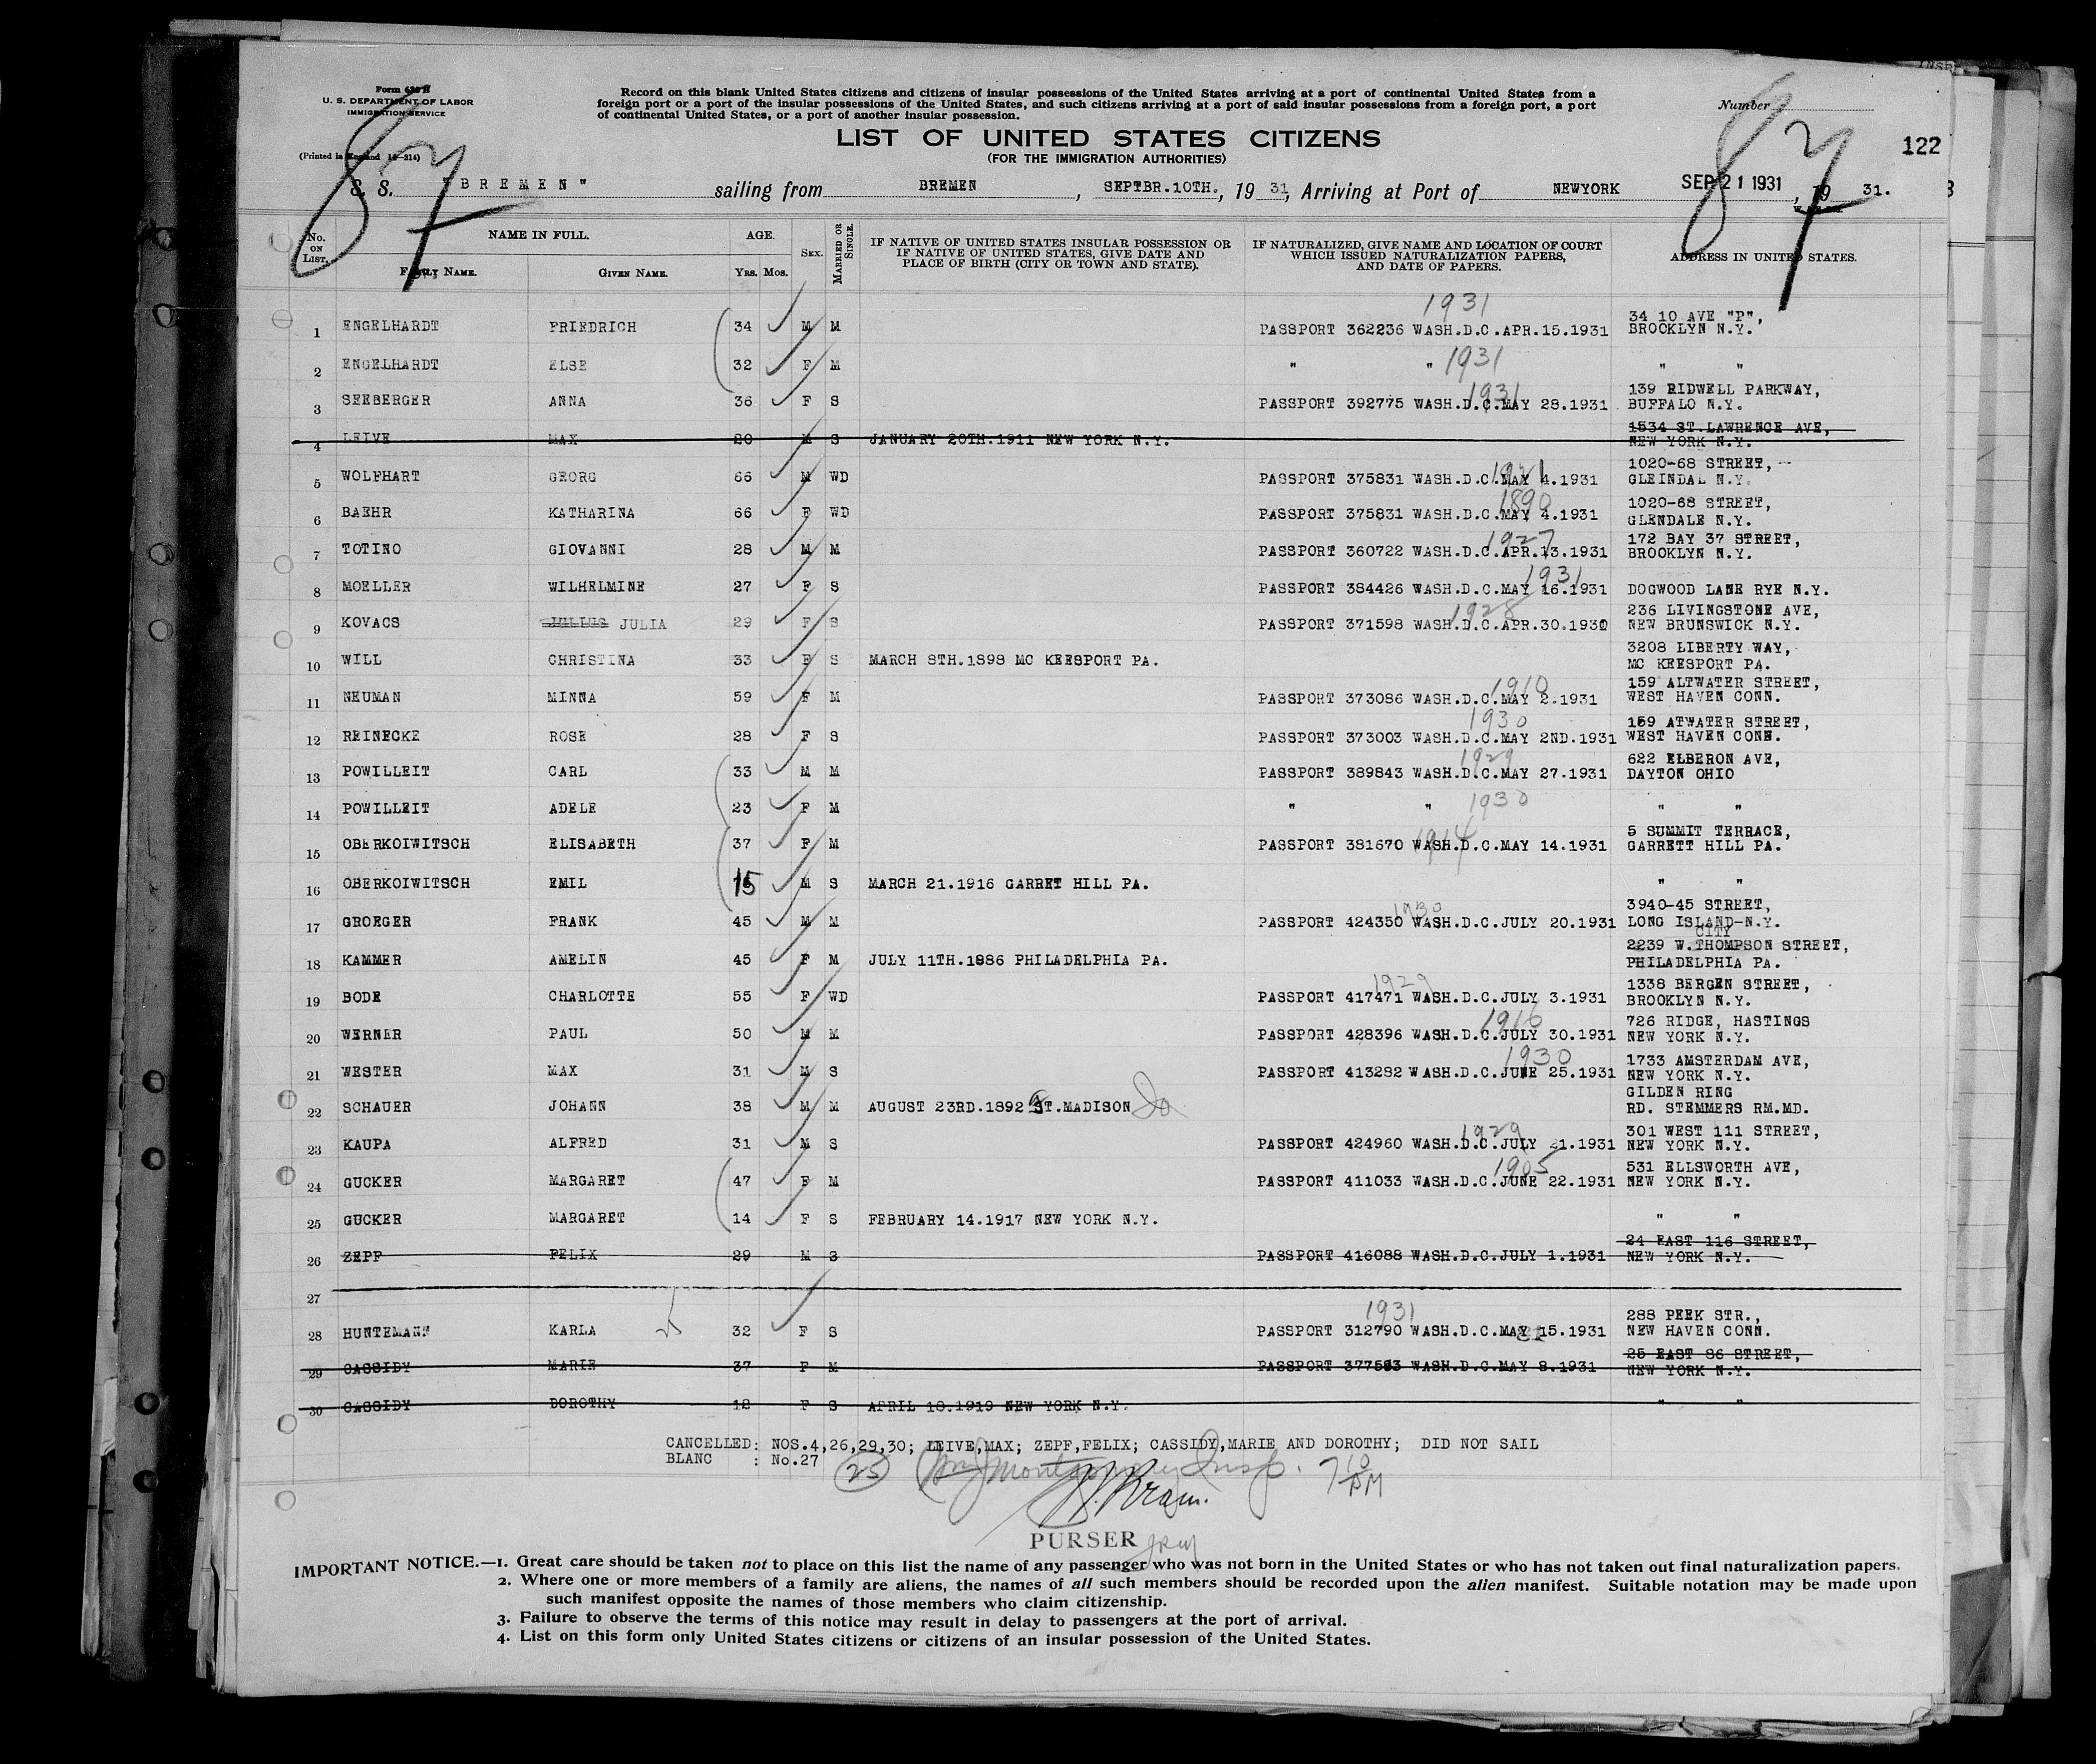 Form 630 B
U. S. DEPARTMENT OF LABOR
IMMIGRATION SERVICE
(Printed in England 14—214)
Record on this blank United States citizens and citizens of insular possessions of the United States arriving at a port of continental United States from a
foreign port or a port of the insular possessions of the United States, and such citizens arriving at a port of said insular possessions from a foreign port, a port
of continental United States, or a port of another insular possession.
Number
87
87
122
LIST OF UNITED STATES CITIZENS
(FOR THE IMMIGRATION AUTHORITIES)
S. S. "BREMEN" sailing from BREMEN, SEPTBR.10TH., 19 31, Arriving at Port of NEWYORK SEP 21 1931, 19 31.
No. ON LIST. NAME IN FULL. FAMILY NAME. GIVEN NAME. AGE. YRS. MOS. SEX. MARRIED OR SINGLE. IF NATIVE OF UNITED STATES INSULAR POSSESSION OR IF NATIVE OF UNITED STATES, GIVE DATE AND PLACE OF BIRTH (CITY OR TOWN AND STATE). IF NATURALIZED, GIVE NAME AND LOCATION OF COURT WHICH ISSUED NATURALIZATION PAPERS, AND DATE OF PAPERS. ADDRESS IN UNITED STATES.
1 ENGELHARDT FRIEDRICH 34 M M 1931 PASSPORT 362236 WASH.D.C.APR.15.1931 34 10 AVE "P", BROOKLYN N.Y.
2 ENGELHARDT ELSE 32 F M " " 1931 " "
3 SEEBERGER ANNA 36 F S 1931 PASSPORT 392775 WASH.D.C.MAY 28.1931 139 RIDWELL PARKWAY, BUFFALO N.Y.
4 LEIVE MAX 20 M S JANUARY 20TH.1911 NEW YORK N.Y. 1534 ST.LAWRENCE AVE, NEW YORK N.Y.
5 WOLFHART GEORG 66 M WD PASSPORT 375831 WASH.D.C.MAY 4.1931 1020-68 STREET, GLEINDAL N.Y.
6 BAEHR KATHARINA 66 F WD 1890 PASSPORT 375831 WASH.D.C.MAY 4.1931 1020-68 STREET, GLENDALE N.Y.
7 TOTINO GIOVANNI 28 M M 1927 PASSPORT 360722 WASH.D.C.APR.13.1931 172 BAY 37 STREET, BROOKLYN N.Y.
8 MOELLER WILHELMINE 27 F S 1931 PASSPORT 384426 WASH.D.C.MAY 16.1931 DOGWOOD LANE RYE N.Y.
9 KOVACS JULIUS JULIA 29 F S 1928 PASSPORT 371598 WASH.D.C.APR.30.1930 236 LIVINGSTONE AVE, NEW BRUNSWICK N.Y.
10 WILL CHRISTINA 33 F S MARCH 8TH.1898 MC KEESPORT PA. 3208 LIBERTY WAY, MC KEESPORT PA.
11 NEUMAN MINNA 59 F M 1910 PASSPORT 373086 WASH.D.C.MAY 2.1931 159 ALTWATER STREET, WEST HAVEN CONN.
12 REINECKE ROSE 28 F S 1930 PASSPORT 373003 WASH.D.C.MAY 2ND.1931 159 ATWATER STREET, WEST HAVEN CONN.
13 POWILLEIT CARL 33 M M 1929 PASSPORT 389843 WASH.D.C.MAY 27.1931 622 ELBERON AVE, DAYTON OHIO
14 POWILLEIT ADELE 23 F M " " 1930 " "
15 OBERKOIWITSCH ELISABETH 37 F M 1914 PASSPORT 381670 WASH.D.C.MAY 14.1931 5 SUMMIT TERRACE, GARRETT HILL PA.
16 OBERKOIWITSCH EMIL 15 M S MARCH 21.1916 GARRET HILL PA. " "
17 GROEGER FRANK 45 M M 1930 PASSPORT 424350 WASH.D.C.JULY 20.1931 3940-45 STREET, LONG ISLAND-N.Y. CITY
18 KAMMER AMELIN 45 F M JULY 11TH.1886 PHILADELPHIA PA. 2239 W.THOMPSON STREET, PHILADELPHIA PA.
19 BODE CHARLOTTE 55 F WD 1929 PASSPORT 417471 WASH.D.C.JULY 3.1931 1338 BERGEN STREET, BROOKLYN N.Y.
20 WERNER PAUL 50 M M 1916 PASSPORT 428396 WASH.D.C.JULY 30.1931 726 RIDGE, HASTINGS NEW YORK N.Y.
21 WESTER MAX 31 M S 1930 PASSPORT 413282 WASH.D.C.JUNE 25.1931 1733 AMSTERDAM AVE, NEW YORK N.Y.
22 SCHAUER JOHANN 38 M M AUGUST 23RD.1892 ST.MADISON Ia GILDEN RING RD. STEMMERS RM.MD.
23 KAUPA ALFRED 31 M S 1929 PASSPORT 424960 WASH.D.C.JULY 21.1931 301 WEST 111 STREET, NEW YORK N.Y.
24 GUCKER MARGARET 47 F M 1905 PASSPORT 411033 WASH.D.C.JUNE 22.1931 531 ELLSWORTH AVE, NEW YORK N.Y.
25 GUCKER MARGARET 14 F S FEBRUARY 14.1917 NEW YORK N.Y. " "
26 ZEPF FELIX 29 M S PASSPORT 416088 WASH.D.C.JULY 1.1931 24 EAST 116 STREET, NEW YORK N.Y.
27
28 HUNTEMANN KARLA 32 F S 1931 PASSPORT 312790 WASH.D.C.MAY 15.1931 288 PEEK STR., NEW HAVEN CONN.
29 CASSIDY MARIE 37 F M PASSPORT 377583 WASH.D.C.MAY 8.1931 25 EAST 86 STREET, NEW YORK N.Y.
30 CASSIDY DOROTHY 12 F S APRIL 18.1919 NEW YORK N.Y. " "
CANCELLED: NOS.4,26,29,30; LEIVE,MAX; ZEPF,FELIX; CASSIDY,MARIE AND DOROTHY; DID NOT SAIL
BLANC : No.27
25 Montgomery Insp. 7 10 PM
PURSER
IMPORTANT NOTICE.—1. Great care should be taken not to place on this list the name of any passenger who was not born in the United States or who has not taken out final naturalization papers.
2. Where one or more members of a family are aliens, the names of all such members should be recorded upon the alien manifest. Suitable notation may be made upon
such manifest opposite the names of those members who claim citizenship.
3. Failure to observe the terms of this notice may result in delay to passengers at the port of arrival.
4. List on this form only United States citizens or citizens of an insular possession of the United States.